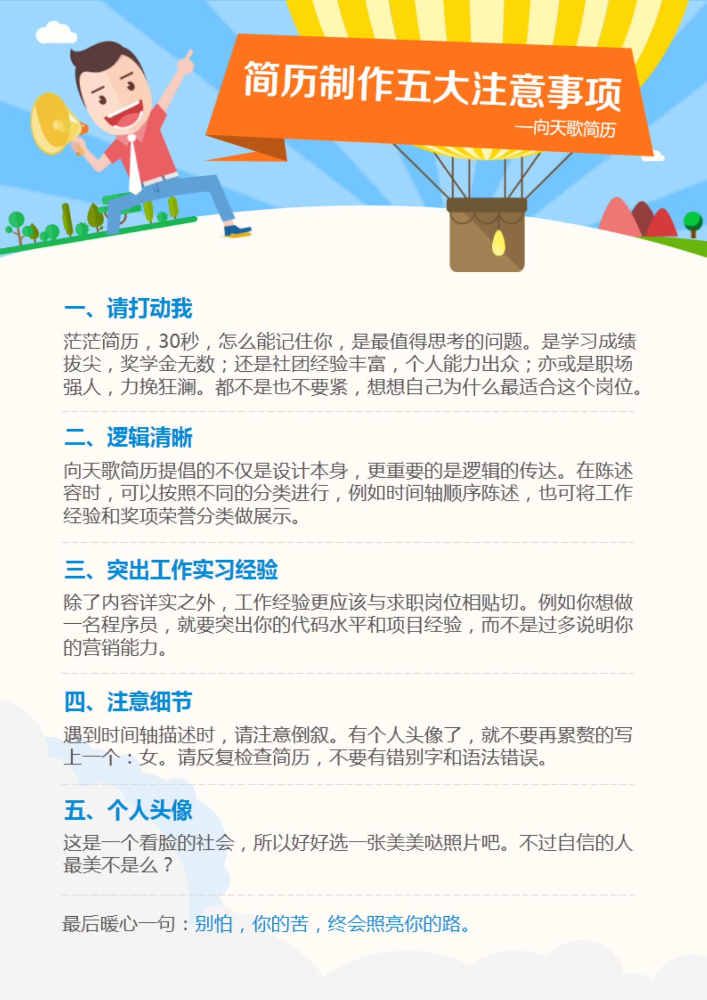 简历制作五大注意事项
—向天歌简历
一、请打动我
茫茫简历，30秒，怎么能记住你，是最值得思考的问题。是学习成绩
拔尖，奖学金无数；还是社团经验丰富，个人能力出众；亦或是职场
强人，力挽狂澜。都不是也不要紧，想想自己为什么最适合这个岗位。
二、逻辑清晰
向天歌简历提倡的不仅是设计本身，更重要的是逻辑的传达。在陈述
容时，可以按照不同的分类进行，例如时间轴顺序陈述，也可将工作
经验和奖项荣誉分类做展示。
三、突出工作实习经验
除了内容详实之外，工作经验更应该与求职岗位相贴切。例如你想做
一名程序员，就要突出你的代码水平和项目经验，而不是过多说明你
的营销能力。
四、注意细节
遇到时间轴描述时，请注意倒叙。有个人头像了，就不要再累赘的写
上一个：女。请反复检查简历，不要有错别字和语法错误。
五、个人头像
这是一个看脸的社会，所以好好选一张美美哒照片吧。不过自信的人
最美不是么？
最后暖心一句：别怕，你的苦，终会照亮你的路。